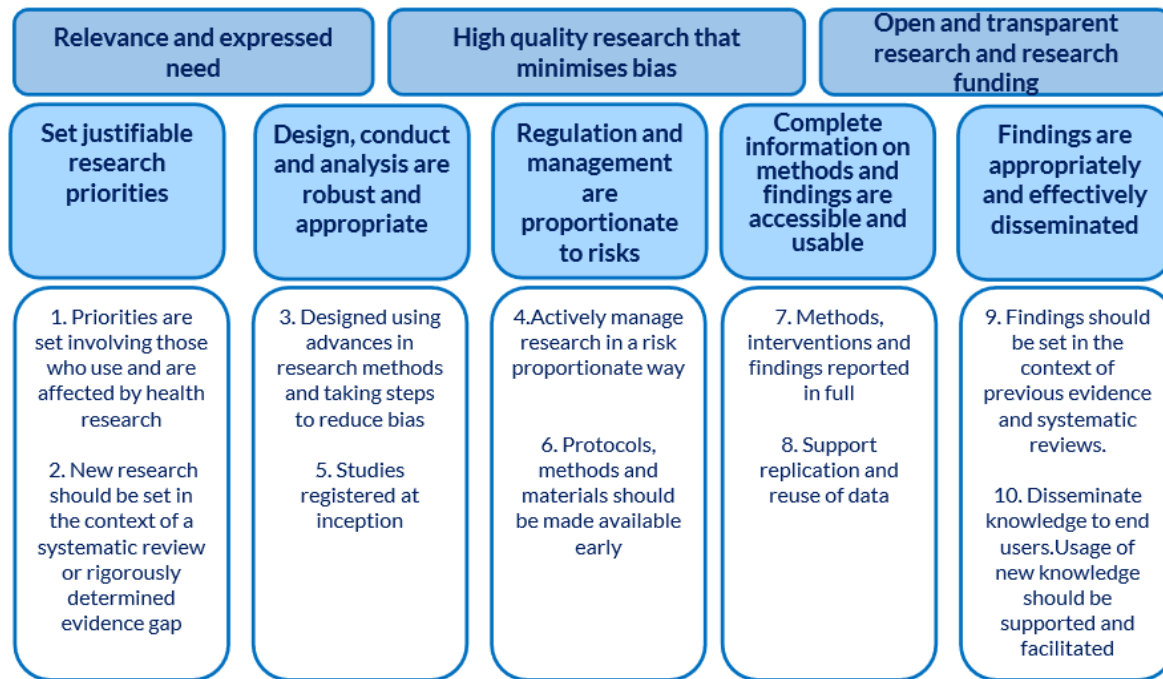 Relevance and expressed
need
High quality research that
minimises bias
Open and transparent
research and research
funding
Set justifiable
research
priorities
Design, conduct
and analysis are
robust and
appropriate
Regulation and
management
are
proportionate
to risks
Complete
information on
methods and
findings are
accessible and
usable
Findings are
appropriately
and effectively
disseminated
1. Priorities are
set involving those
who use and are
affected by health
research
2. New research
should be set in
the context of a
systematic review
or rigorously
determined
evidence gap
3. Designed using
advances in
research methods
and taking steps
to reduce bias
5. Studies
registered at
inception
4.Actively manage
research in a risk
proportionate way
6. Protocols,
methods and
materials should
be made available
early
7. Methods,
interventions and
findings reported
in full
8. Support
replication and
reuse of data
9. Findings should
be set in the
context of
previous evidence
and systematic
reviews.
10. Disseminate
knowledge to end
users.Usage of
new knowledge
should be
supported and
facilitated